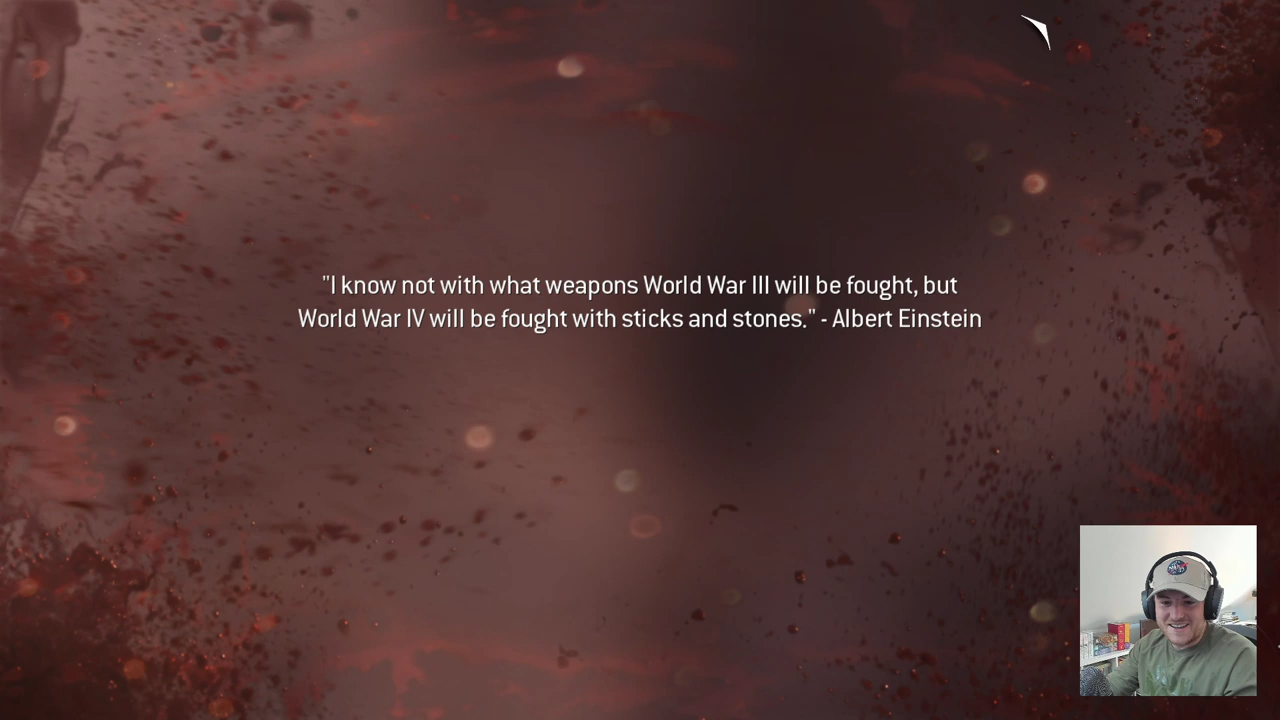 "I know not with what weapons World War III will be fought, but
World War IV will be fought with sticks and stones." - Albert Einstein